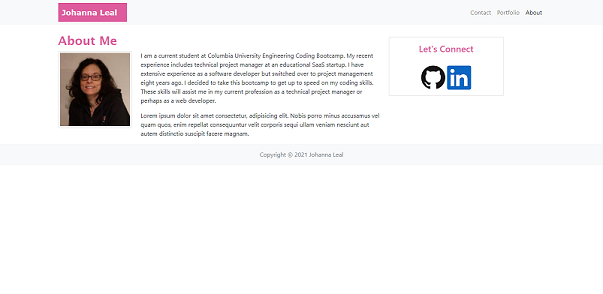 Johanna Leal
Contact Portfolio About
About Me
I am a current student at Columbia University Engineering Coding Bootcamp. My recent
experience includes technical project manager at an educational SaaS startup. I have
extensive experience as a software developer but switched over to project management
eight years ago. I decided to take this bootcamp to get up to speed on my coding skills.
These skills will assist me in my current profession as a technical project manager or
perhaps as a web developer.
Lorem ipsum dolor sit amet consectetur, adipisicing elit. Nobis porro minus accusamus vel
quam quos, enim repellat consequuntur velit corporis sequi ullam veniam nesciunt aut
autem distinctio suscipit facere magnam.
Let's Connect
in
Copyright © 2021 Johanna Leal